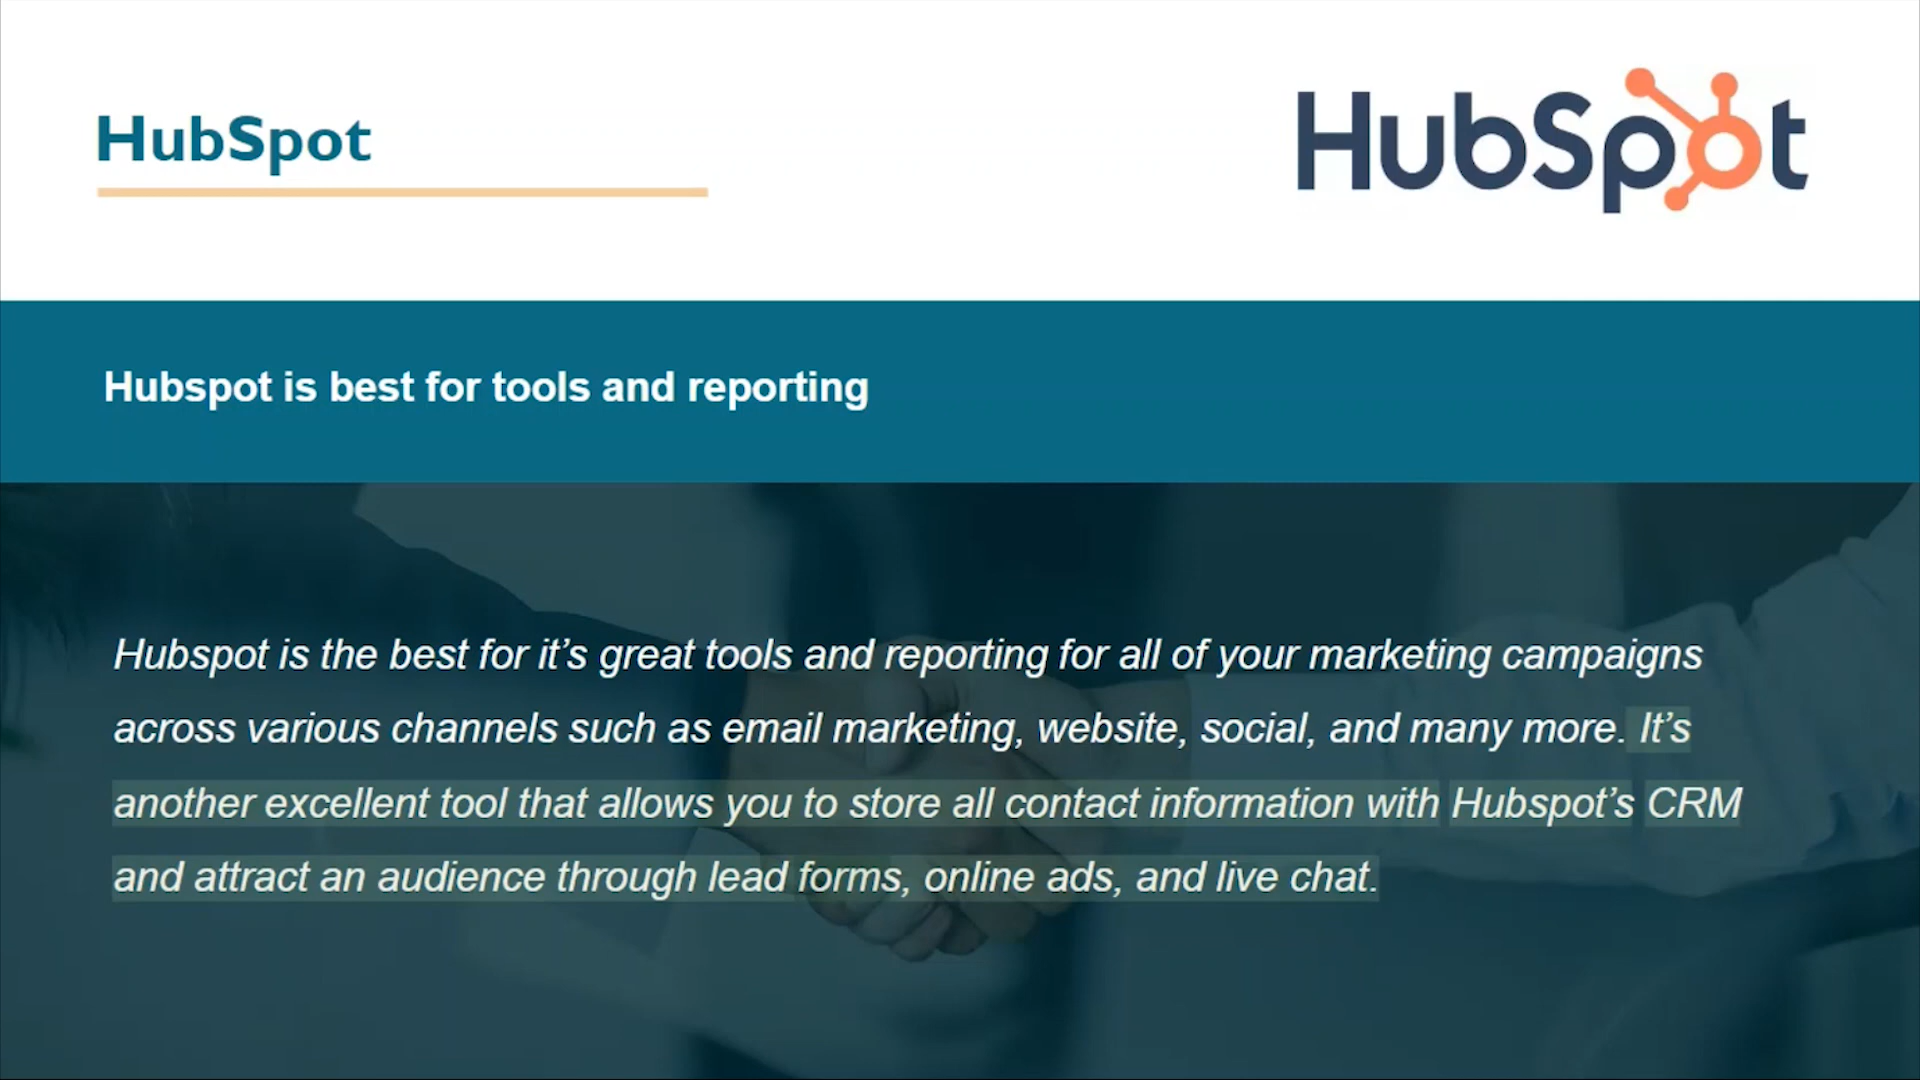 HubSpot
HubSpot
Hubspot is best for tools and reporting
Hubspot is the best for it’s great tools and reporting for all of your marketing campaigns
across various channels such as email marketing, website, social, and many more. It’s
another excellent tool that allows you to store all contact information with Hubspot’s CRM
and attract an audience through lead forms, online ads, and live chat.